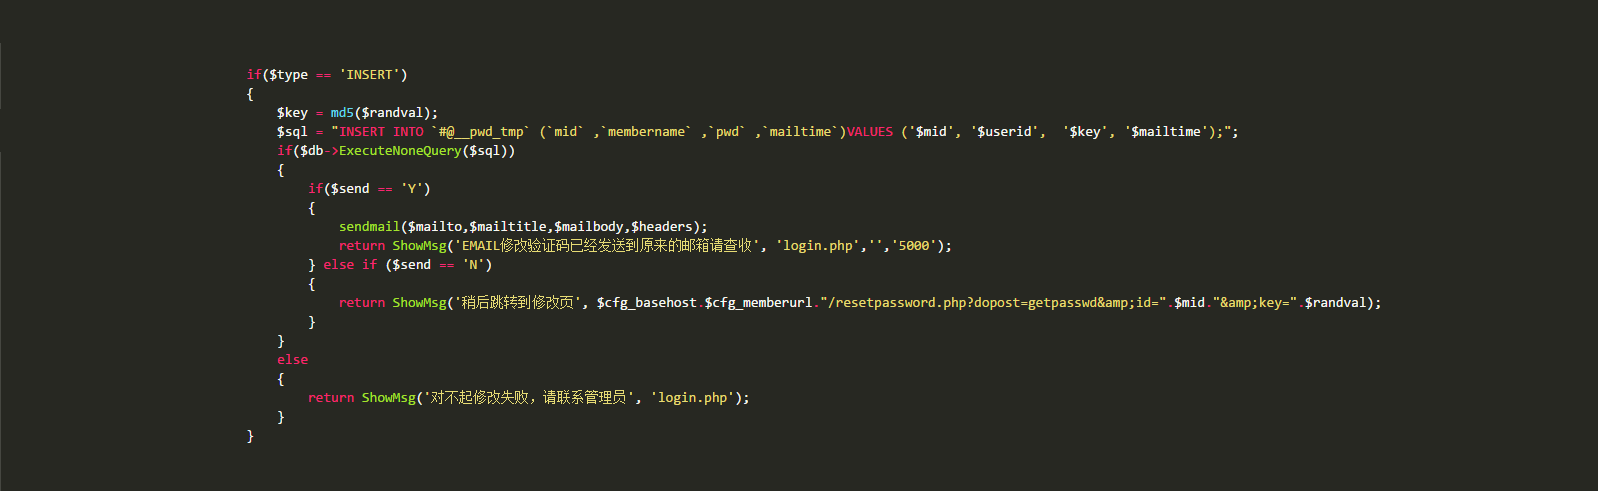 if($type == 'INSERT')
{
$key = md5($randval);
$sql = "INSERT INTO `#@__pwd_tmp` (`mid` ,`membername` ,`pwd` ,`mailtime`)VALUES ('$mid', '$userid',  '$key', '$mailtime');";
if($db->ExecuteNoneQuery($sql))
{
if($send == 'Y')
{
sendmail($mailto,$mailtitle,$mailbody,$headers);
return ShowMsg('EMAIL修改验证码已经发送到原来的邮箱请查收', 'login.php','','5000');
} else if ($send == 'N')
{
return ShowMsg('稍后跳转到修改页', $cfg_basehost.$cfg_memberurl."/resetpassword.php?dopost=getpasswd&amp;id=".$mid."&amp;key=".$randval);
}
}
else
{
return ShowMsg('对不起修改失败，请联系管理员', 'login.php');
}
}